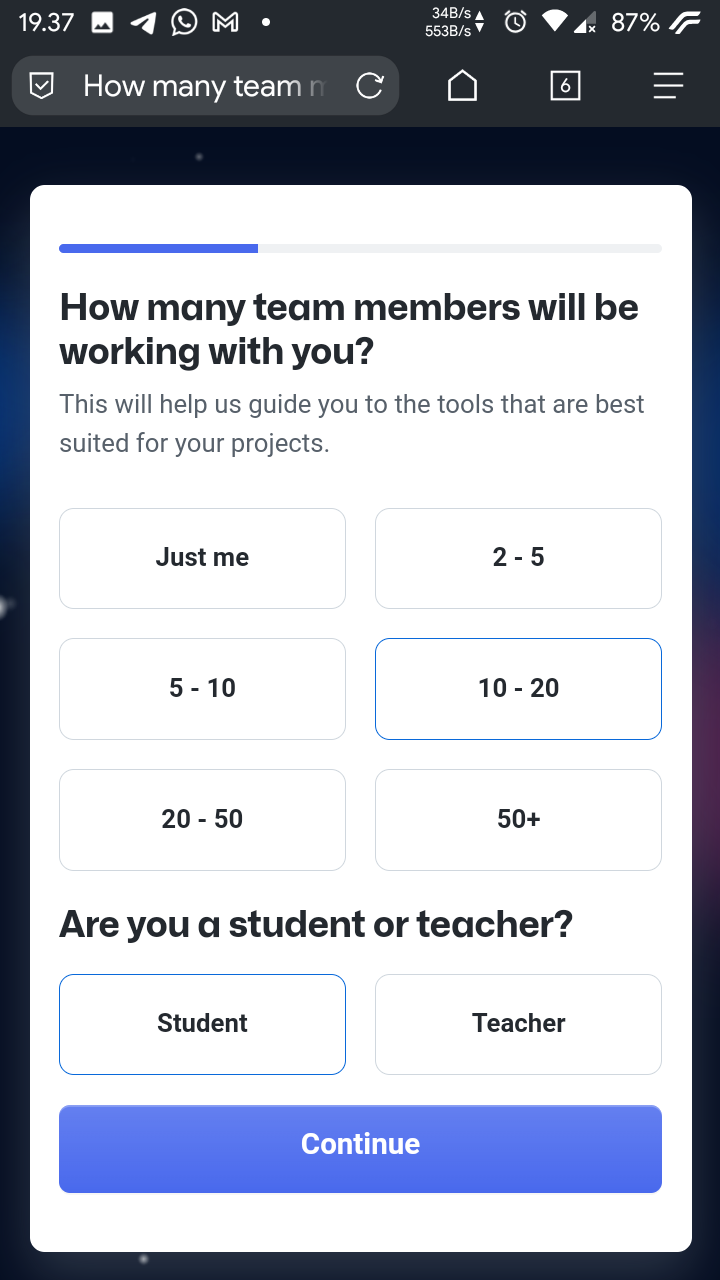 19.37
34B/s
553B/s
87%
How many team
6
How many team members will be
working with you?
This will help us guide you to the tools that are best
suited for your projects.
Just me
2 - 5
5 - 10
10 - 20
20 - 50
50+
Are you a student or teacher?
Student
Teacher
Continue